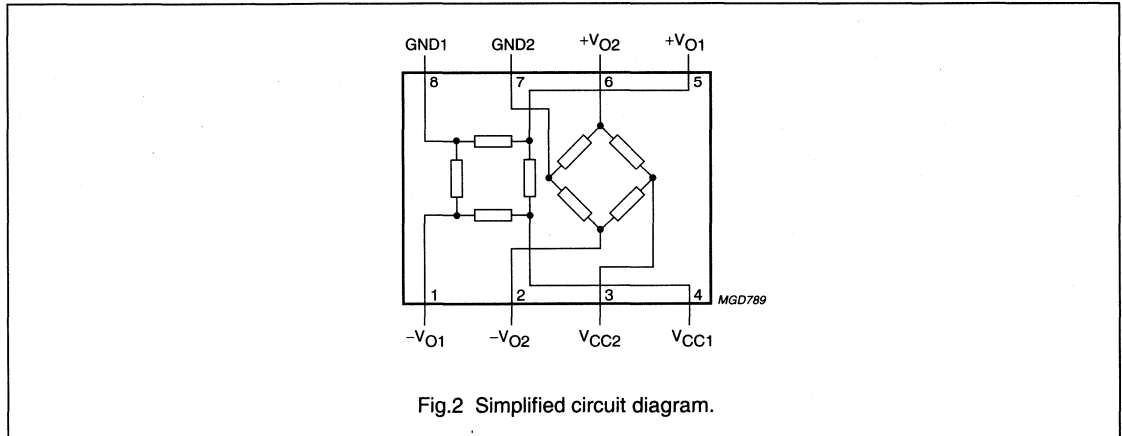 GND1 GND2 +VO2 +VO1
8 7 6 5
1 2 3 4
MGD789
−VO1 −VO2 VCC2 VCC1
Fig.2 Simplified circuit diagram.